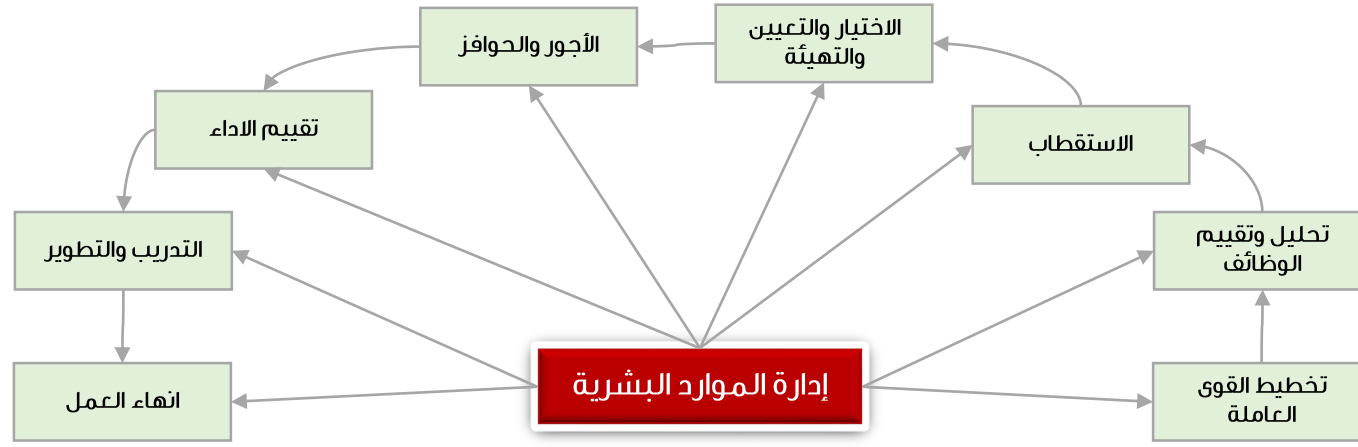 الاختيار والتعيين
والتهيئة
الأجور والحوافز
تقييم الاداء
الاستقطاب
التدريب والتطوير
تحليل وتقييم
الوظائف
إدارة الموارد البشرية
انهاء العمل
تخطيط القوى
العاملة